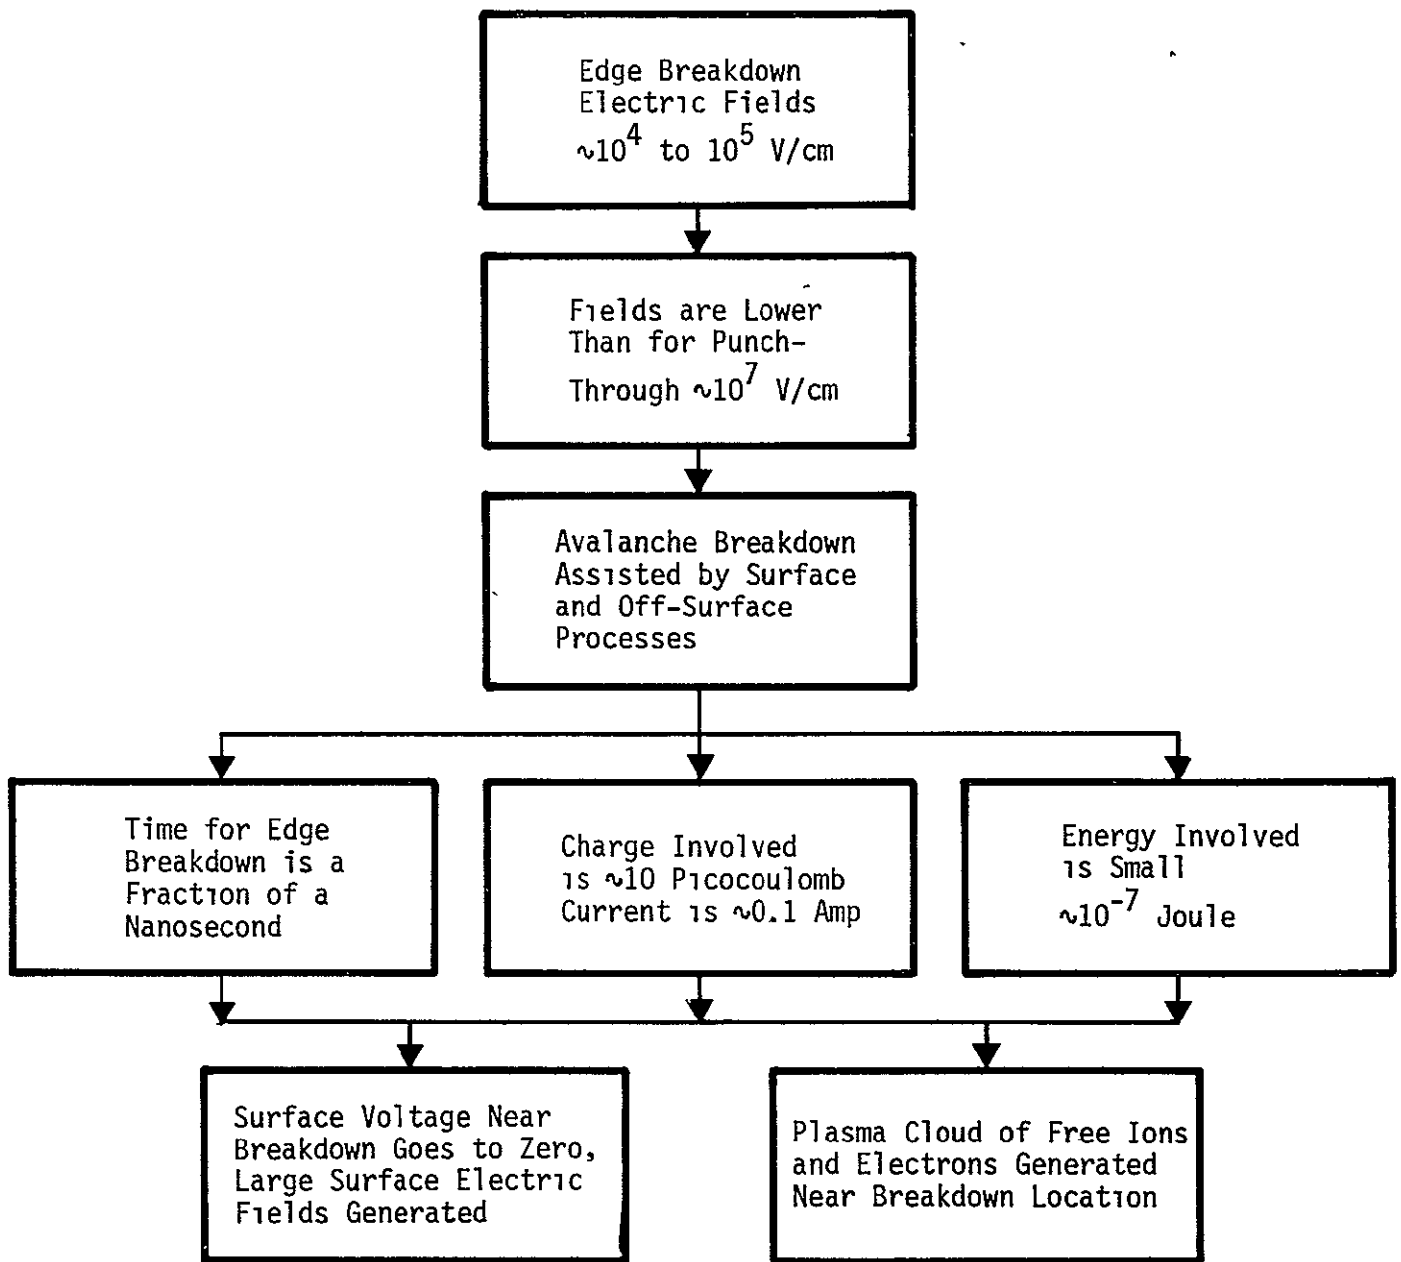 Edge Breakdown
Electric Fields
~10^4 to 10^5 V/cm
Fields are Lower
Than for Punch-
Through ~10^7 V/cm
Avalanche Breakdown
Assisted by Surface
and Off-Surface
Processes
Time for Edge
Breakdown is a
Fraction of a
Nanosecond
Charge Involved
is ~10 Picocoulomb
Current is ~0.1 Amp
Energy Involved
is Small
~10^-7 Joule
Surface Voltage Near
Breakdown Goes to Zero,
Large Surface Electric
Fields Generated
Plasma Cloud of Free Ions
and Electrons Generated
Near Breakdown Location